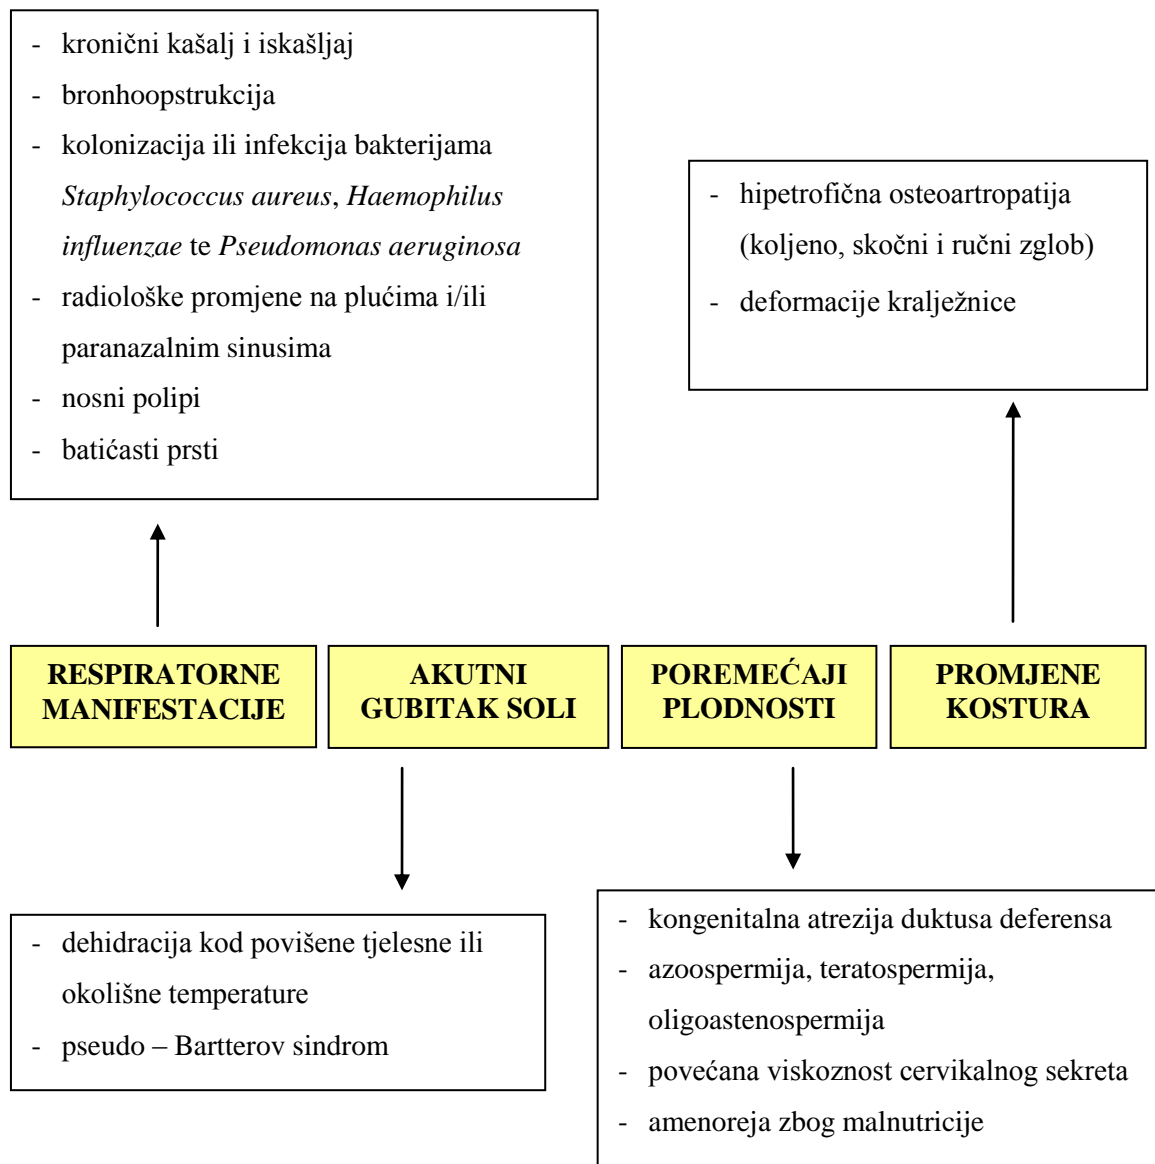 - kronični kašalj i iskašljaj
- bronhoopstrukcija
- kolonizacija ili infekcija bakterijama
Staphylococcus aureus, Haemophilus
influenzae te Pseudomonas aeruginosa
- radiološke promjene na plućima i/ili
paranazalnim sinusima
- nosni polipi
- batićasti prsti
- hipetrofična osteoartropatija
(koljeno, skočni i ručni zglob)
- deformacije kralježnice
RESPIRATORNE
MANIFESTACIJE
AKUTNI
GUBITAK SOLI
POREMEĆAJI
PLODNOSTI
PROMJENE
KOSTURA
- dehidracija kod povišene tjelesne ili
okolišne temperature
- pseudo – Bartterov sindrom
- kongenitalna atrezija duktusa deferensa
- azoospermija, teratospermija,
oligoastenospermija
- povećana viskoznost cervikalnog sekreta
- amenoreja zbog malnutricije